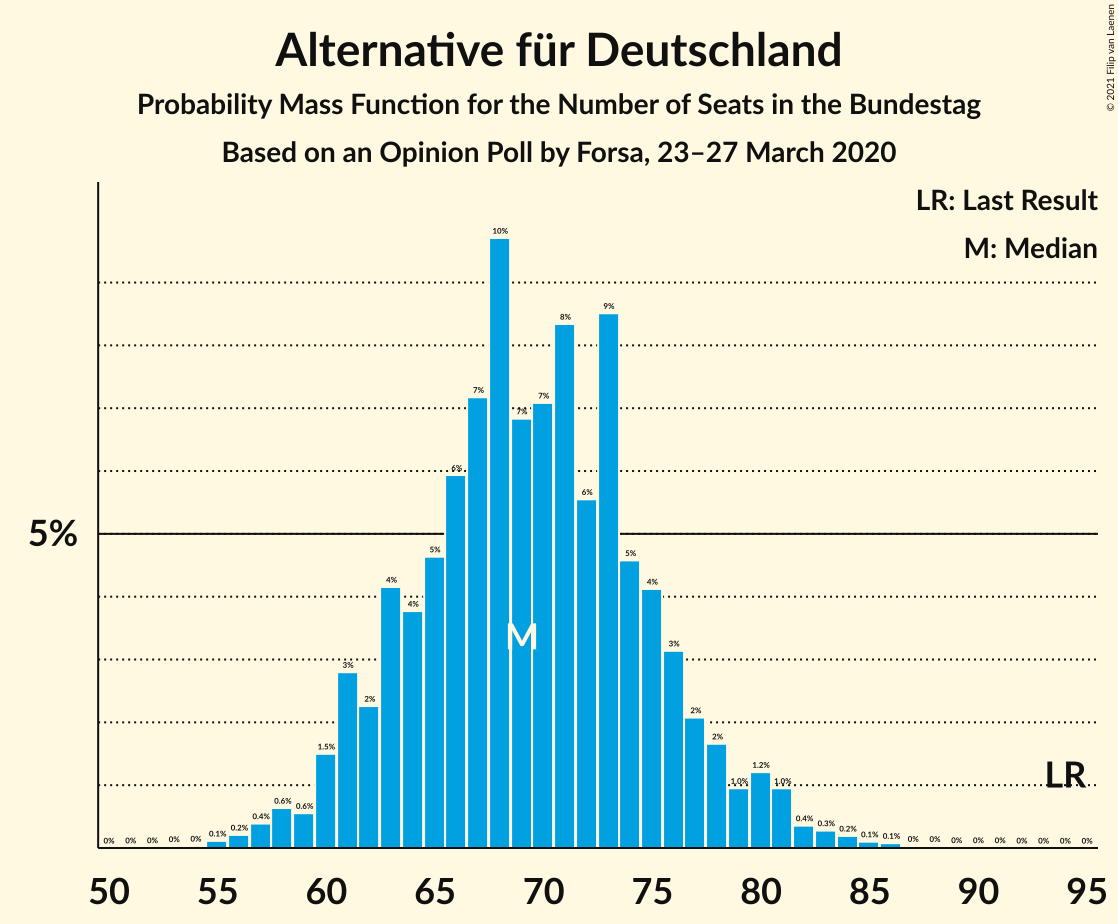 Alternative für Deutschland
Probability Mass Function for the Number of Seats in the Bundestag
Based on an Opinion Poll by Forsa, 23–27 March 2020
© 2021 Filip van Laenen
LR: Last Result
M: Median
5%
0% 0% 0% 0% 0% 0.1% 0.2% 0.4% 0.6% 0.6% 1.5% 3% 2% 4% 4% 5% 6% 7% 10% 7% 7% 8% 6% 9% 5% 4% 3% 2% 2% 1.0% 1.2% 1.0% 0.4% 0.3% 0.2% 0.1% 0.1% 0% 0% 0% 0% 0% 0% 0% 0% 0%
M
LR
50 55 60 65 70 75 80 85 90 95